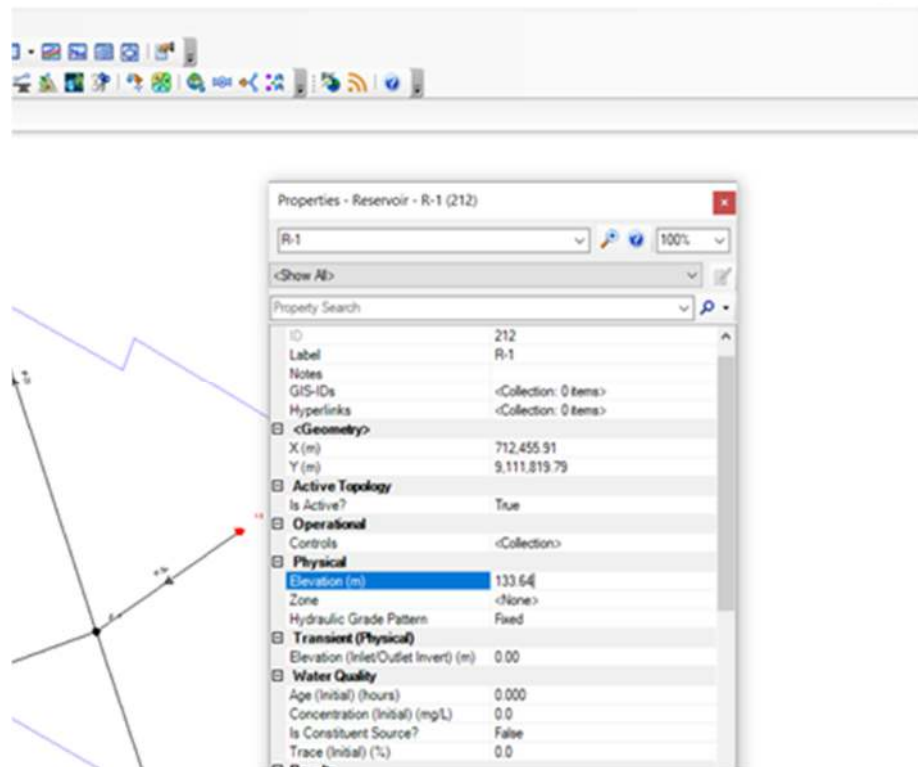 Properties - Reservoir - R-1 (212)
R-1
100%
<Show All>
Property Search
ID 212
Label R-1
Notes
GIS-IDs <Collection: 0 items>
Hyperlinks <Collection: 0 items>
<Geometry>
X (m) 712,455.91
Y (m) 9,111,819.79
Active Topology
Is Active? True
Operational
Controls <Collection>
Physical
Elevation (m) 133.64
Zone <None>
Hydraulic Grade Pattern Fixed
Transient (Physical)
Elevation (Inlet/Outlet Invert) (m) 0.00
Water Quality
Age (Initial) (hours) 0.000
Concentration (Initial) (mg/L) 0.0
Is Constituent Source? False
Trace (Initial) (%) 0.0